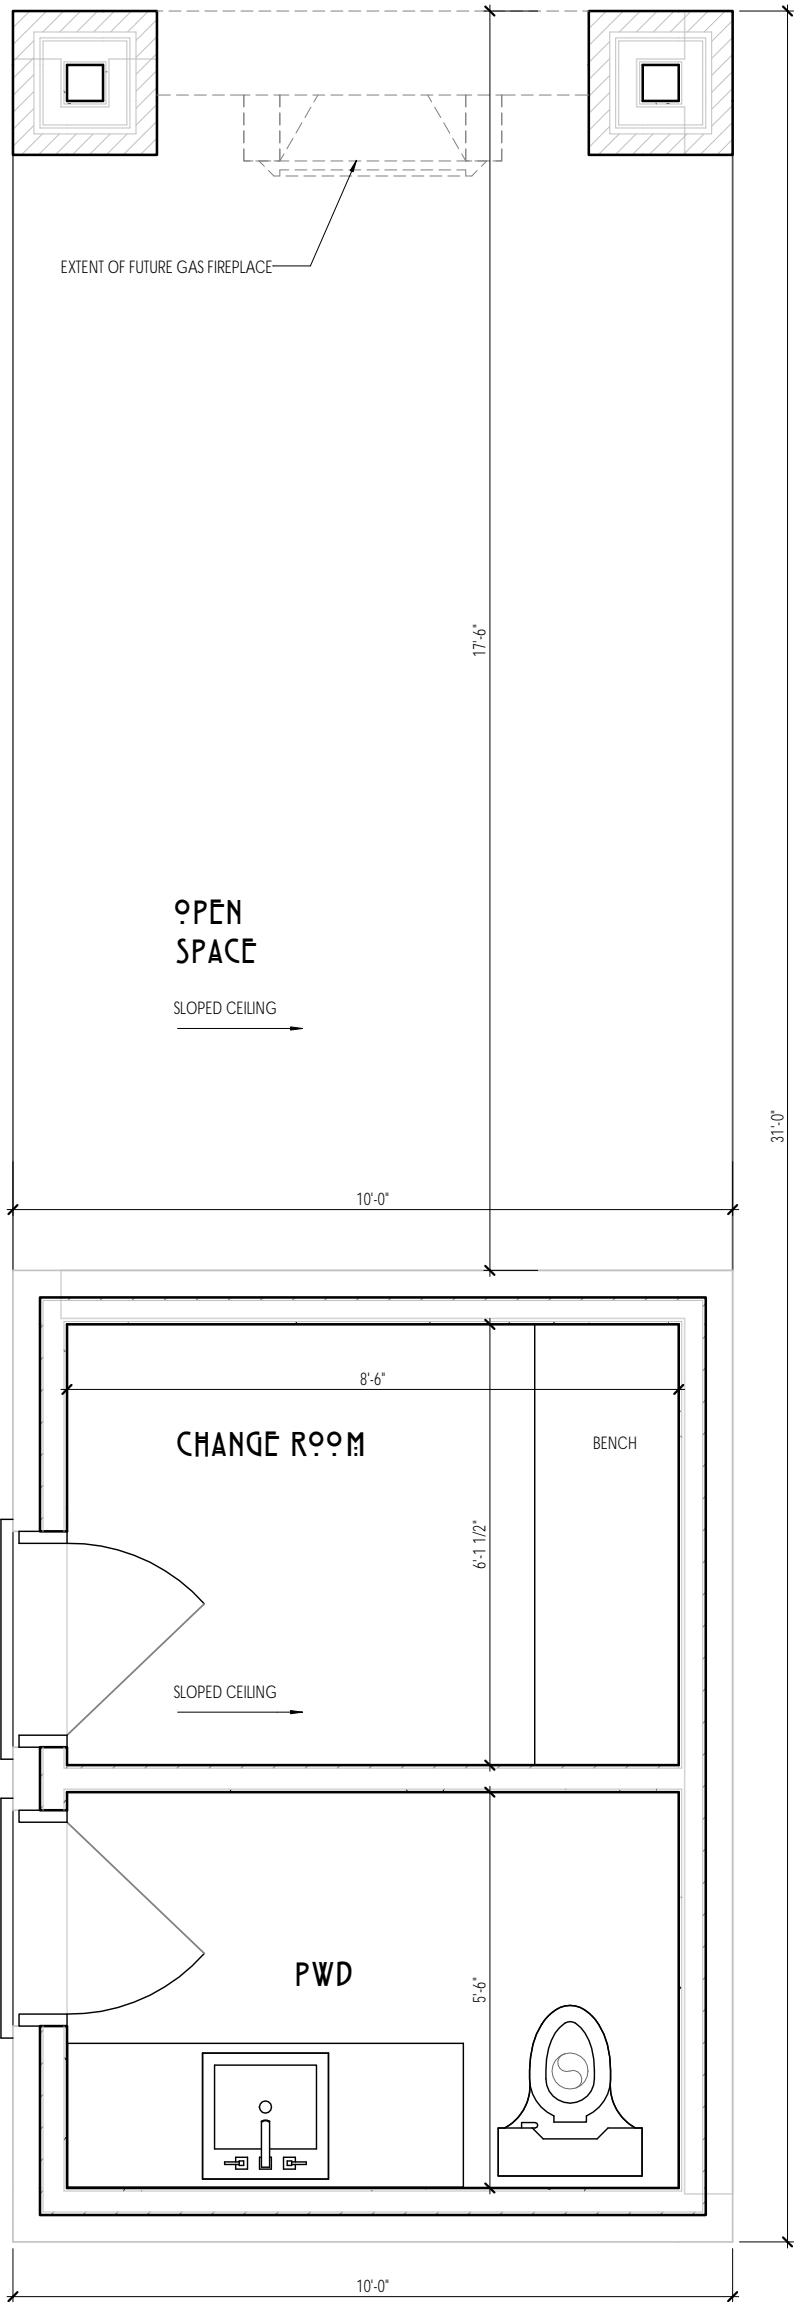 EXTENT OF FUTURE GAS FIREPLACE
17'-6"
OPEN
SPACE
SLOPED CEILING
31'-0"
10'-0"
8'-6"
CHANGE ROOM
BENCH
6'-1 1/2"
SLOPED CEILING
PWD
5'-6"
10'-0"